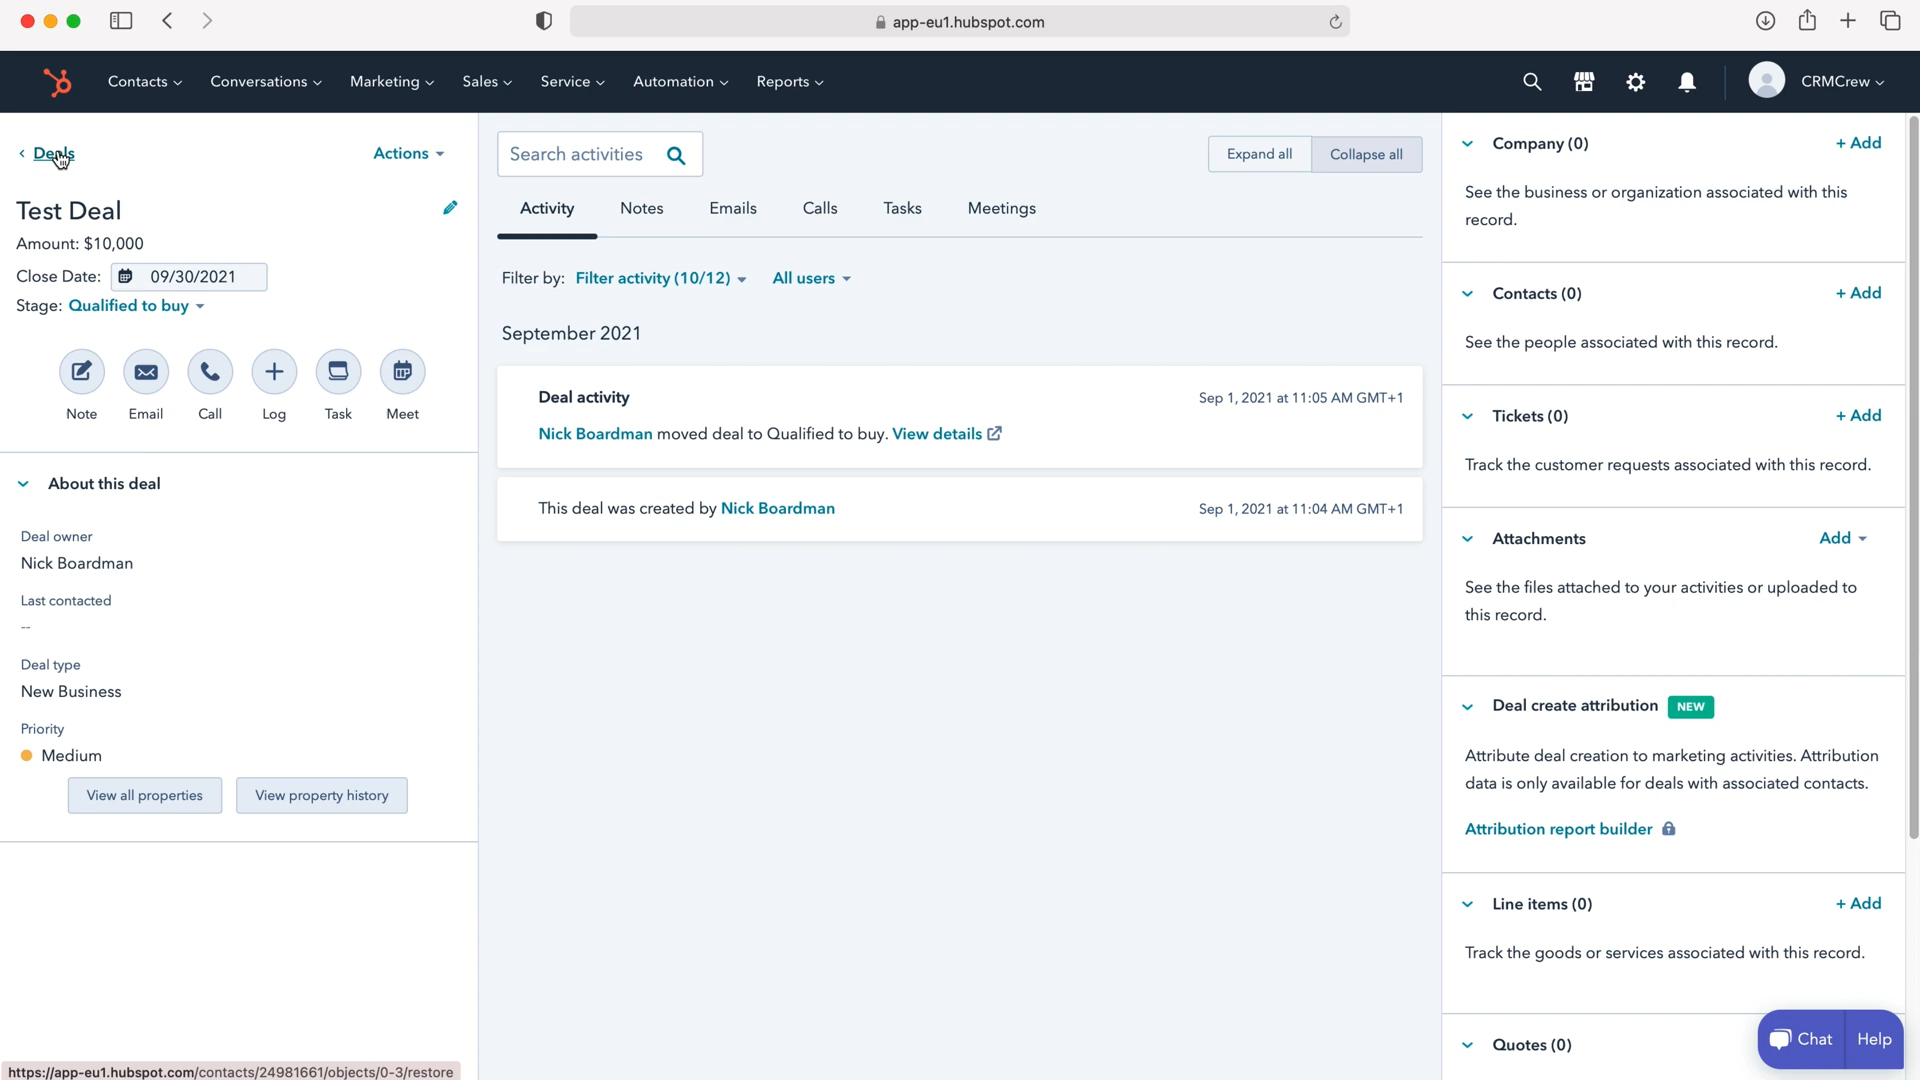 app-eu1.hubspot.com
Contacts Conversations Marketing Sales Service Automation Reports CRMCrew
Deals
Actions
Test Deal
Amount: $10,000
Close Date: 09/30/2021
Stage: Qualified to buy
Note Email Call Log Task Meet
About this deal
Deal owner
Nick Boardman
Last contacted
--
Deal type
New Business
Priority
Medium
View all properties View property history
https://app-eu1.hubspot.com/contacts/24981661/objects/0-3/restore
Search activities
Expand all Collapse all
Activity Notes Emails Calls Tasks Meetings
Filter by: Filter activity (10/12) All users
September 2021
Deal activity Sep 1, 2021 at 11:05 AM GMT+1
Nick Boardman moved deal to Qualified to buy. View details
This deal was created by Nick Boardman Sep 1, 2021 at 11:04 AM GMT+1
Company (0) + Add
See the business or organization associated with this
record.
Contacts (0) + Add
See the people associated with this record.
Tickets (0) + Add
Track the customer requests associated with this record.
Attachments Add
See the files attached to your activities or uploaded to
this record.
Deal create attribution NEW
Attribute deal creation to marketing activities. Attribution
data is only available for deals with associated contacts.
Attribution report builder
Line items (0) + Add
Track the goods or services associated with this record.
Quotes (0)
Chat Help